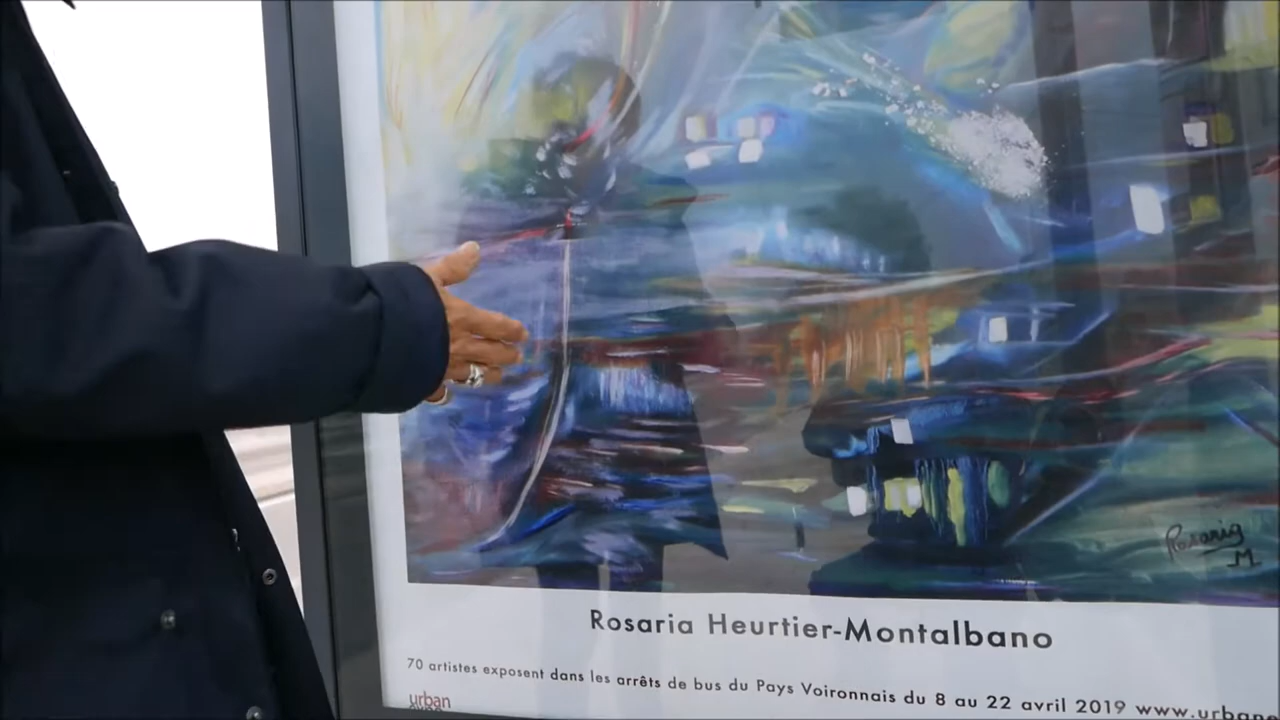 Rosaria
M
Rosaria Heurtier-Montalbano
70 artistes exposent dans les arrêts de bus du Pays Voironnais du 8 au 22 avril 2019 www.urbane
urban